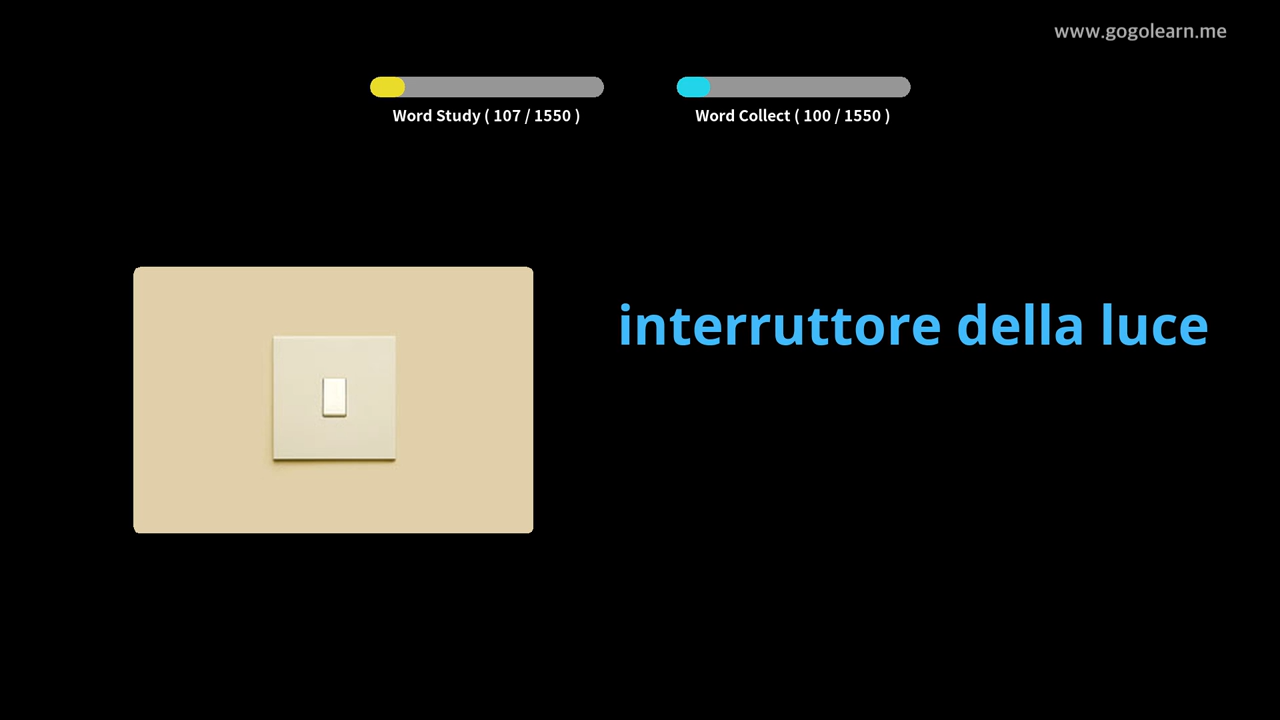 www.gogolearn.me
Word Study ( 107 / 1550 )
Word Collect ( 100 / 1550 )
interruttore della luce